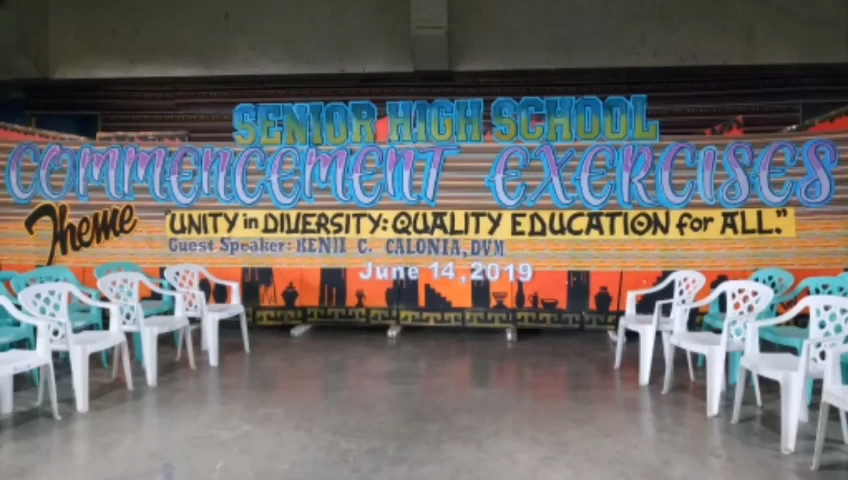 SENIOR HIGH SCHOOL
COMMENCEMENT EXERCISES
Theme "UNITY in DIVERSITY: QUALITY EDUCATION for ALL."
Guest Speaker: KENJI C. CALONIA, DVM
June 14, 2019